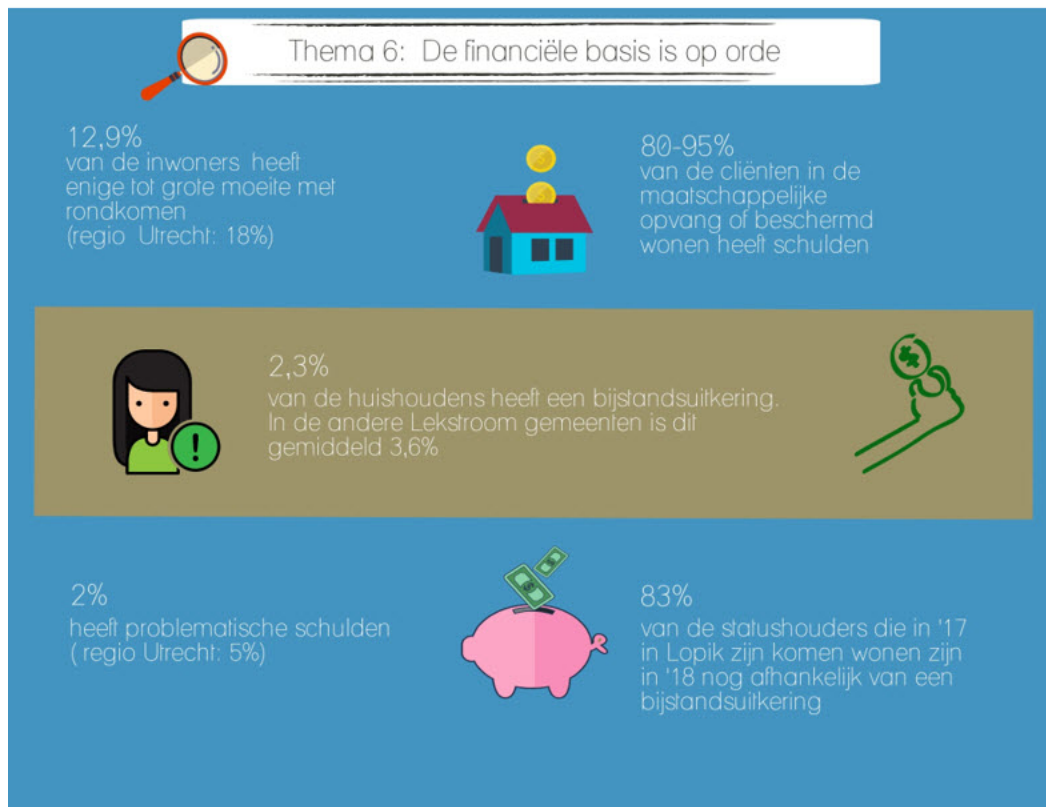 Thema 6: De financiële basis is op orde
12,9%
van de inwoners heeft
enige tot grote moeite met
rondkomen
(regio Utrecht: 18%)
80-95%
van de cliënten in de
maatschappelijke
opvang of beschermd
wonen heeft schulden
2,3%
van de huishoudens heeft een bijstandsuitkering.
In de andere Lekstroom gemeenten is dit
gemiddeld 3,6%
2%
heeft problematische schulden
( regio Utrecht: 5%)
83%
van de statushouders die in '17
in Lopik zijn komen wonen zijn
in '18 nog afhankelijk van een
bijstandsuitkering